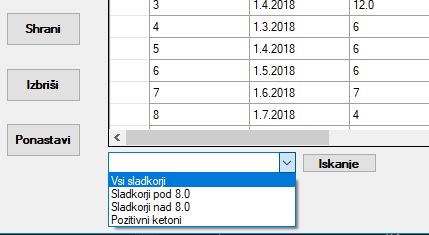 3 1.4.2018 12.0
Shrani 4 1.3.2018 6
5 1.4.2018 6
6 1.5.2018 6
Izbriši 7 1.6.2018 7
8 1.7.2018 4
Ponastavi
Iskanje
Vsi sladkorji
Sladkorji pod 8.0
Sladkorji nad 8.0
Pozitivni ketoni